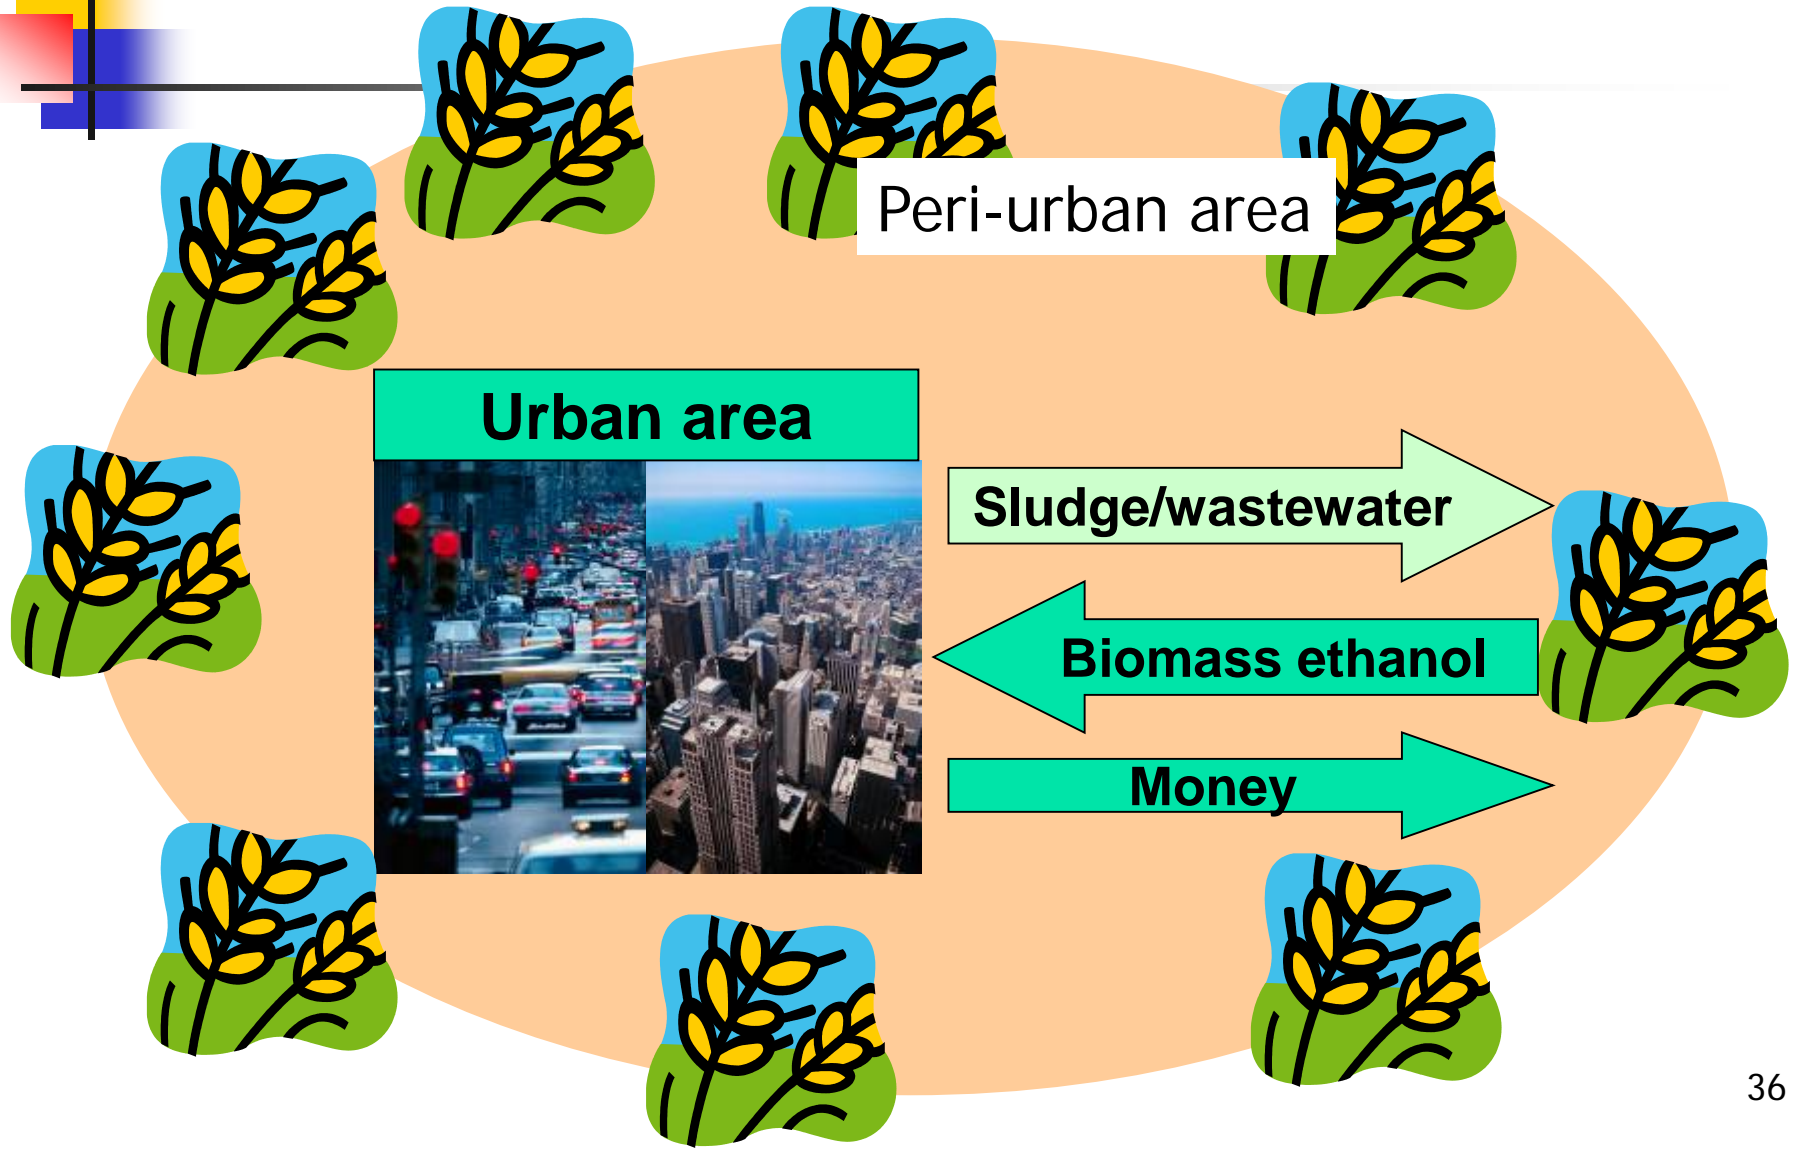 Peri-urban area
Urban area
Sludge/wastewater
Biomass ethanol
Money
36